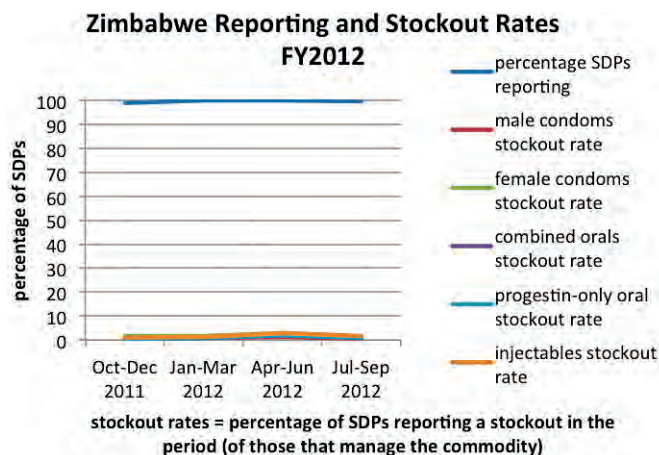 Zimbabwe Reporting and Stockout Rates
FY2012
percentage of SDPs
100
90
80
70
60
50
40
30
20
10
0
Oct-Dec Jan-Mar Apr-Jun Jul-Sep
2011 2012 2012 2012
percentage SDPs
reporting
male condoms
stockout rate
female condoms
stockout rate
combined orals
stockout rate
progestin-only oral
stockout rate
injectables stockout
rate
stockout rates = percentage of SDPs reporting a stockout in the
period (of those that manage the commodity)